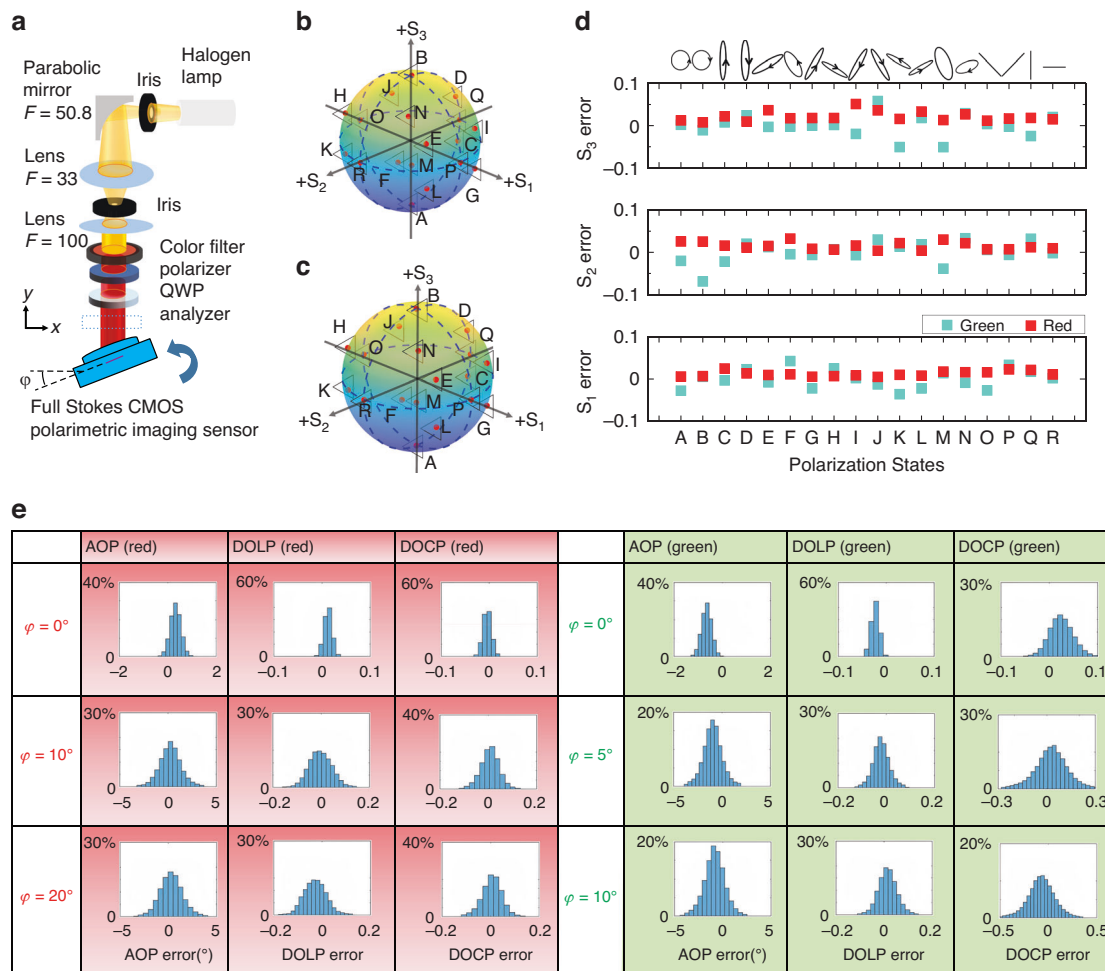 a
Parabolic
mirror
F = 50.8
Iris
Halogen
lamp
Lens
F = 33
Iris
Lens
F = 100
Color filter
polarizer
QWP
analyzer
y
x
φ
Full Stokes CMOS
polarimetric imaging sensor
b
+S3
B
D
H
J
Q
O
N
I
E
C
K
M
R
F
P
+S2
+S1
L
G
A
c
+S3
B
D
H
J
Q
O
N
I
E
C
K
M
R
F
P
+S2
+S1
L
G
A
d
0.1
0
–0.1
S3 error
0.1
0
–0.1
S2 error
Green Red
0.1
0
–0.1
S1 error
A B C D E F G H I J K L M N O P Q R
Polarization States
e
AOP (red) DOLP (red) DOCP (red) AOP (green) DOLP (green) DOCP (green)
40% 60% 60% 40% 60% 30%
φ = 0° φ = 0°
0 0 0 0 0 0
–2 0 2 –0.1 0 0.1 –0.1 0 0.1 –2 0 2 –0.1 0 0.1 –0.1 0 0.1
30% 30% 40% 20% 30% 30%
φ = 10° φ = 5°
0 0 0 0 0 0
–5 0 5 –0.2 0 0.2 –0.2 0 0.2 –5 0 5 –0.2 0 0.2 –0.3 0 0.3
30% 30% 40% 20% 30% 20%
φ = 20° φ = 10°
0 0 0 0 0 0
–5 0 5 –0.2 0 0.2 –0.2 0 0.2 –5 0 5 –0.2 0 0.2 –0.5 0 0.5
AOP error(°) DOLP error DOCP error AOP error(°) DOLP error DOCP error